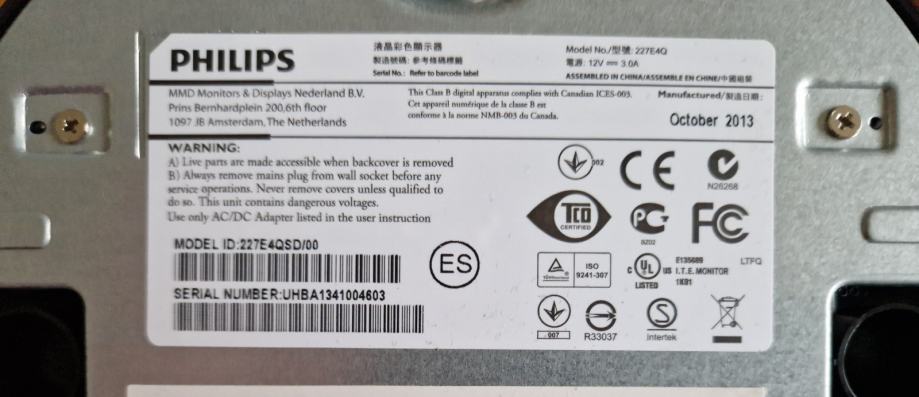 PHILIPS
液晶彩色顯示器
製造號碼: 參考條碼標籤
Serial No.: Refer to barcode label
Model No./型號: 227E4Q
電源: 12V ⎓ 3.0A
ASSEMBLED IN CHINA/ASSEMBLE EN CHINE/中國組裝
MMD Monitors & Displays Nederland B.V.
Prins Bernhardplein 200,6th floor
1097 JB Amsterdam, The Netherlands
This Class B digital apparatus complies with Canadian ICES-003.
Cet appareil numérique de la classe B est
conforme à la norme NMB-003 du Canada.
Manufactured/製造日期:
October 2013
WARNING:
A) Live parts are made accessible when backcover is removed
B) Always remove mains plug from wall socket before any
service operations. Never remove covers unless qualified to
do so. This unit contains dangerous voltages.
Use only AC/DC Adapter listed in the user instruction
MODEL ID:227E4QSD/00
SERIAL NUMBER:UHBA1341004603
ES
002
CE
N26268
TCO
CERTIFIED
PC
FC
ISO
9241-307
C UL US
LISTED
E135689
I.T.E. MONITOR
1K81
LTFQ
007
R33037
S
Intertek